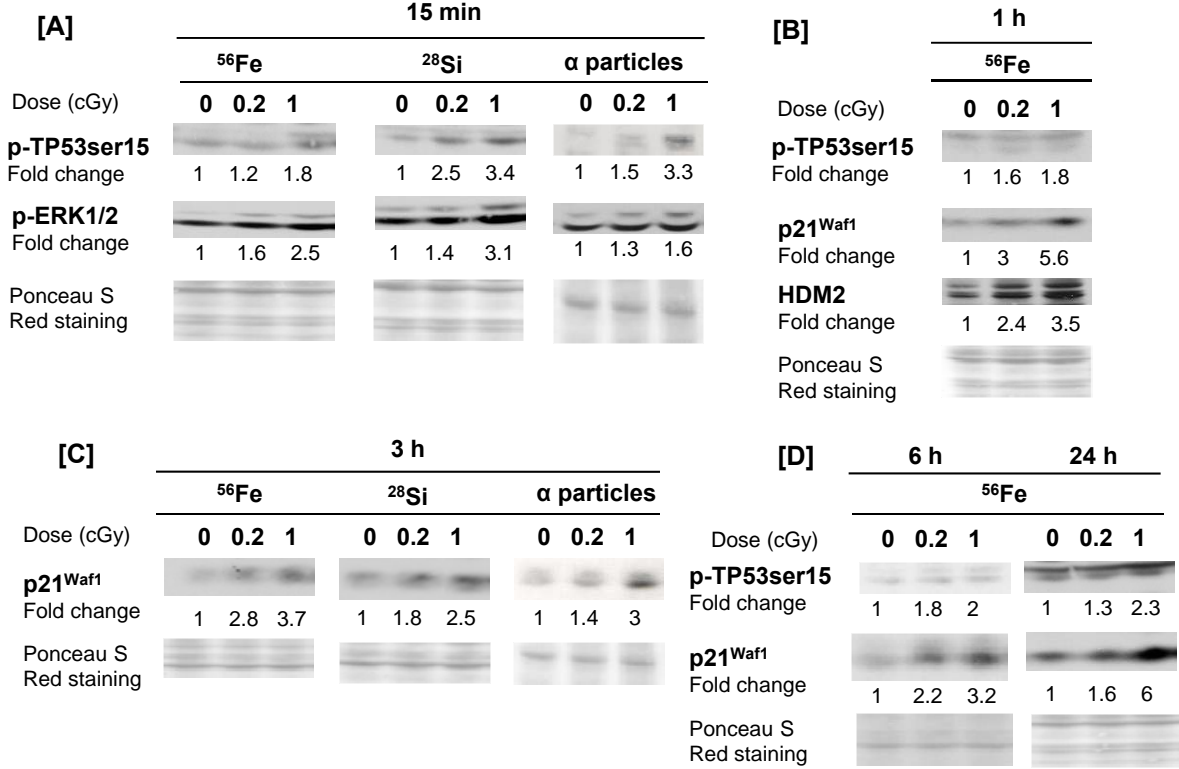 [A]
15 min
⁵⁶Fe ²⁸Si α particles
Dose (cGy) 0 0.2 1 0 0.2 1 0 0.2 1
p-TP53ser15
Fold change 1 1.2 1.8 1 2.5 3.4 1 1.5 3.3
p-ERK1/2
Fold change 1 1.6 2.5 1 1.4 3.1 1 1.3 1.6
Ponceau S
Red staining
[B]
1 h
⁵⁶Fe
Dose (cGy) 0 0.2 1
p-TP53ser15
Fold change 1 1.6 1.8
p21ᵂᵃᶠ¹
Fold change 1 3 5.6
HDM2
Fold change 1 2.4 3.5
Ponceau S
Red staining
[C]
3 h
⁵⁶Fe ²⁸Si α particles
Dose (cGy) 0 0.2 1 0 0.2 1 0 0.2 1
p21ᵂᵃᶠ¹
Fold change 1 2.8 3.7 1 1.8 2.5 1 1.4 3
Ponceau S
Red staining
[D]
6 h 24 h
⁵⁶Fe
Dose (cGy) 0 0.2 1 0 0.2 1
p-TP53ser15
Fold change 1 1.8 2 1 1.3 2.3
p21ᵂᵃᶠ¹
Fold change 1 2.2 3.2 1 1.6 6
Ponceau S
Red staining